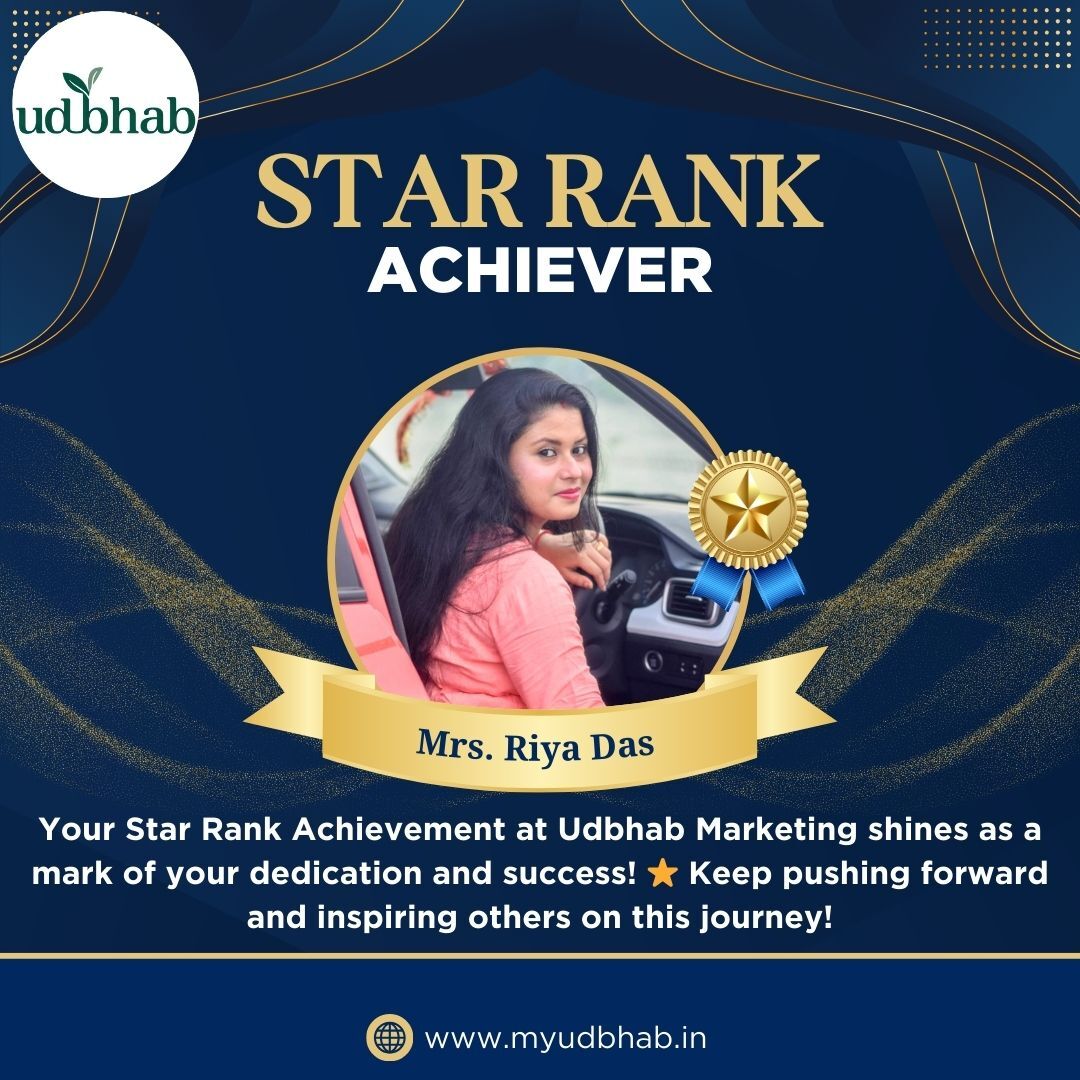 udbhab
STAR RANK
ACHIEVER
Mrs. Riya Das
Your Star Rank Achievement at Udbhab Marketing shines as a
mark of your dedication and success! ⭐ Keep pushing forward
and inspiring others on this journey!
www.myudbhab.in